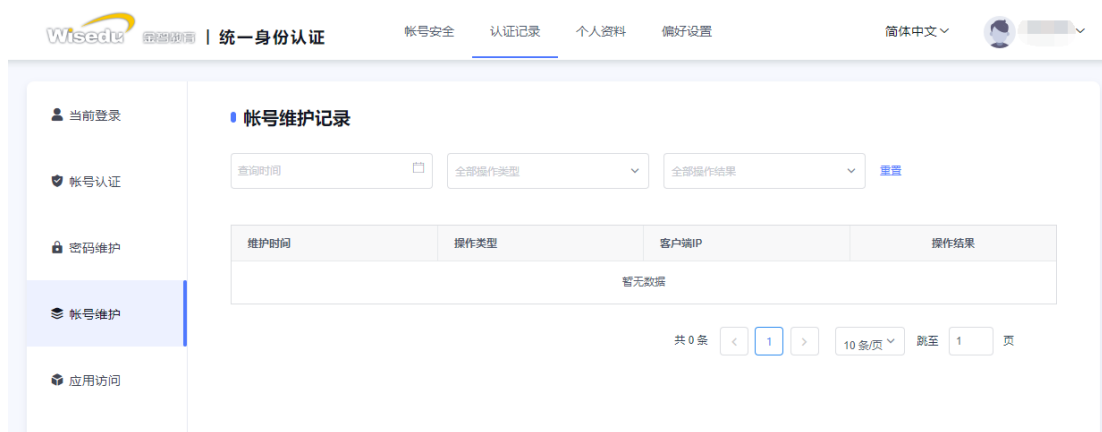 Wisedu 金智教育 | 统一身份认证
帐号安全 认证记录 个人资料 偏好设置
简体中文
当前登录
帐号认证
密码维护
帐号维护
应用访问
帐号维护记录
查询时间 全部操作类型 全部操作结果 重置
维护时间 操作类型 客户端IP 操作结果
暂无数据
共 0 条 < 1 > 10 条/页 跳至 1 页